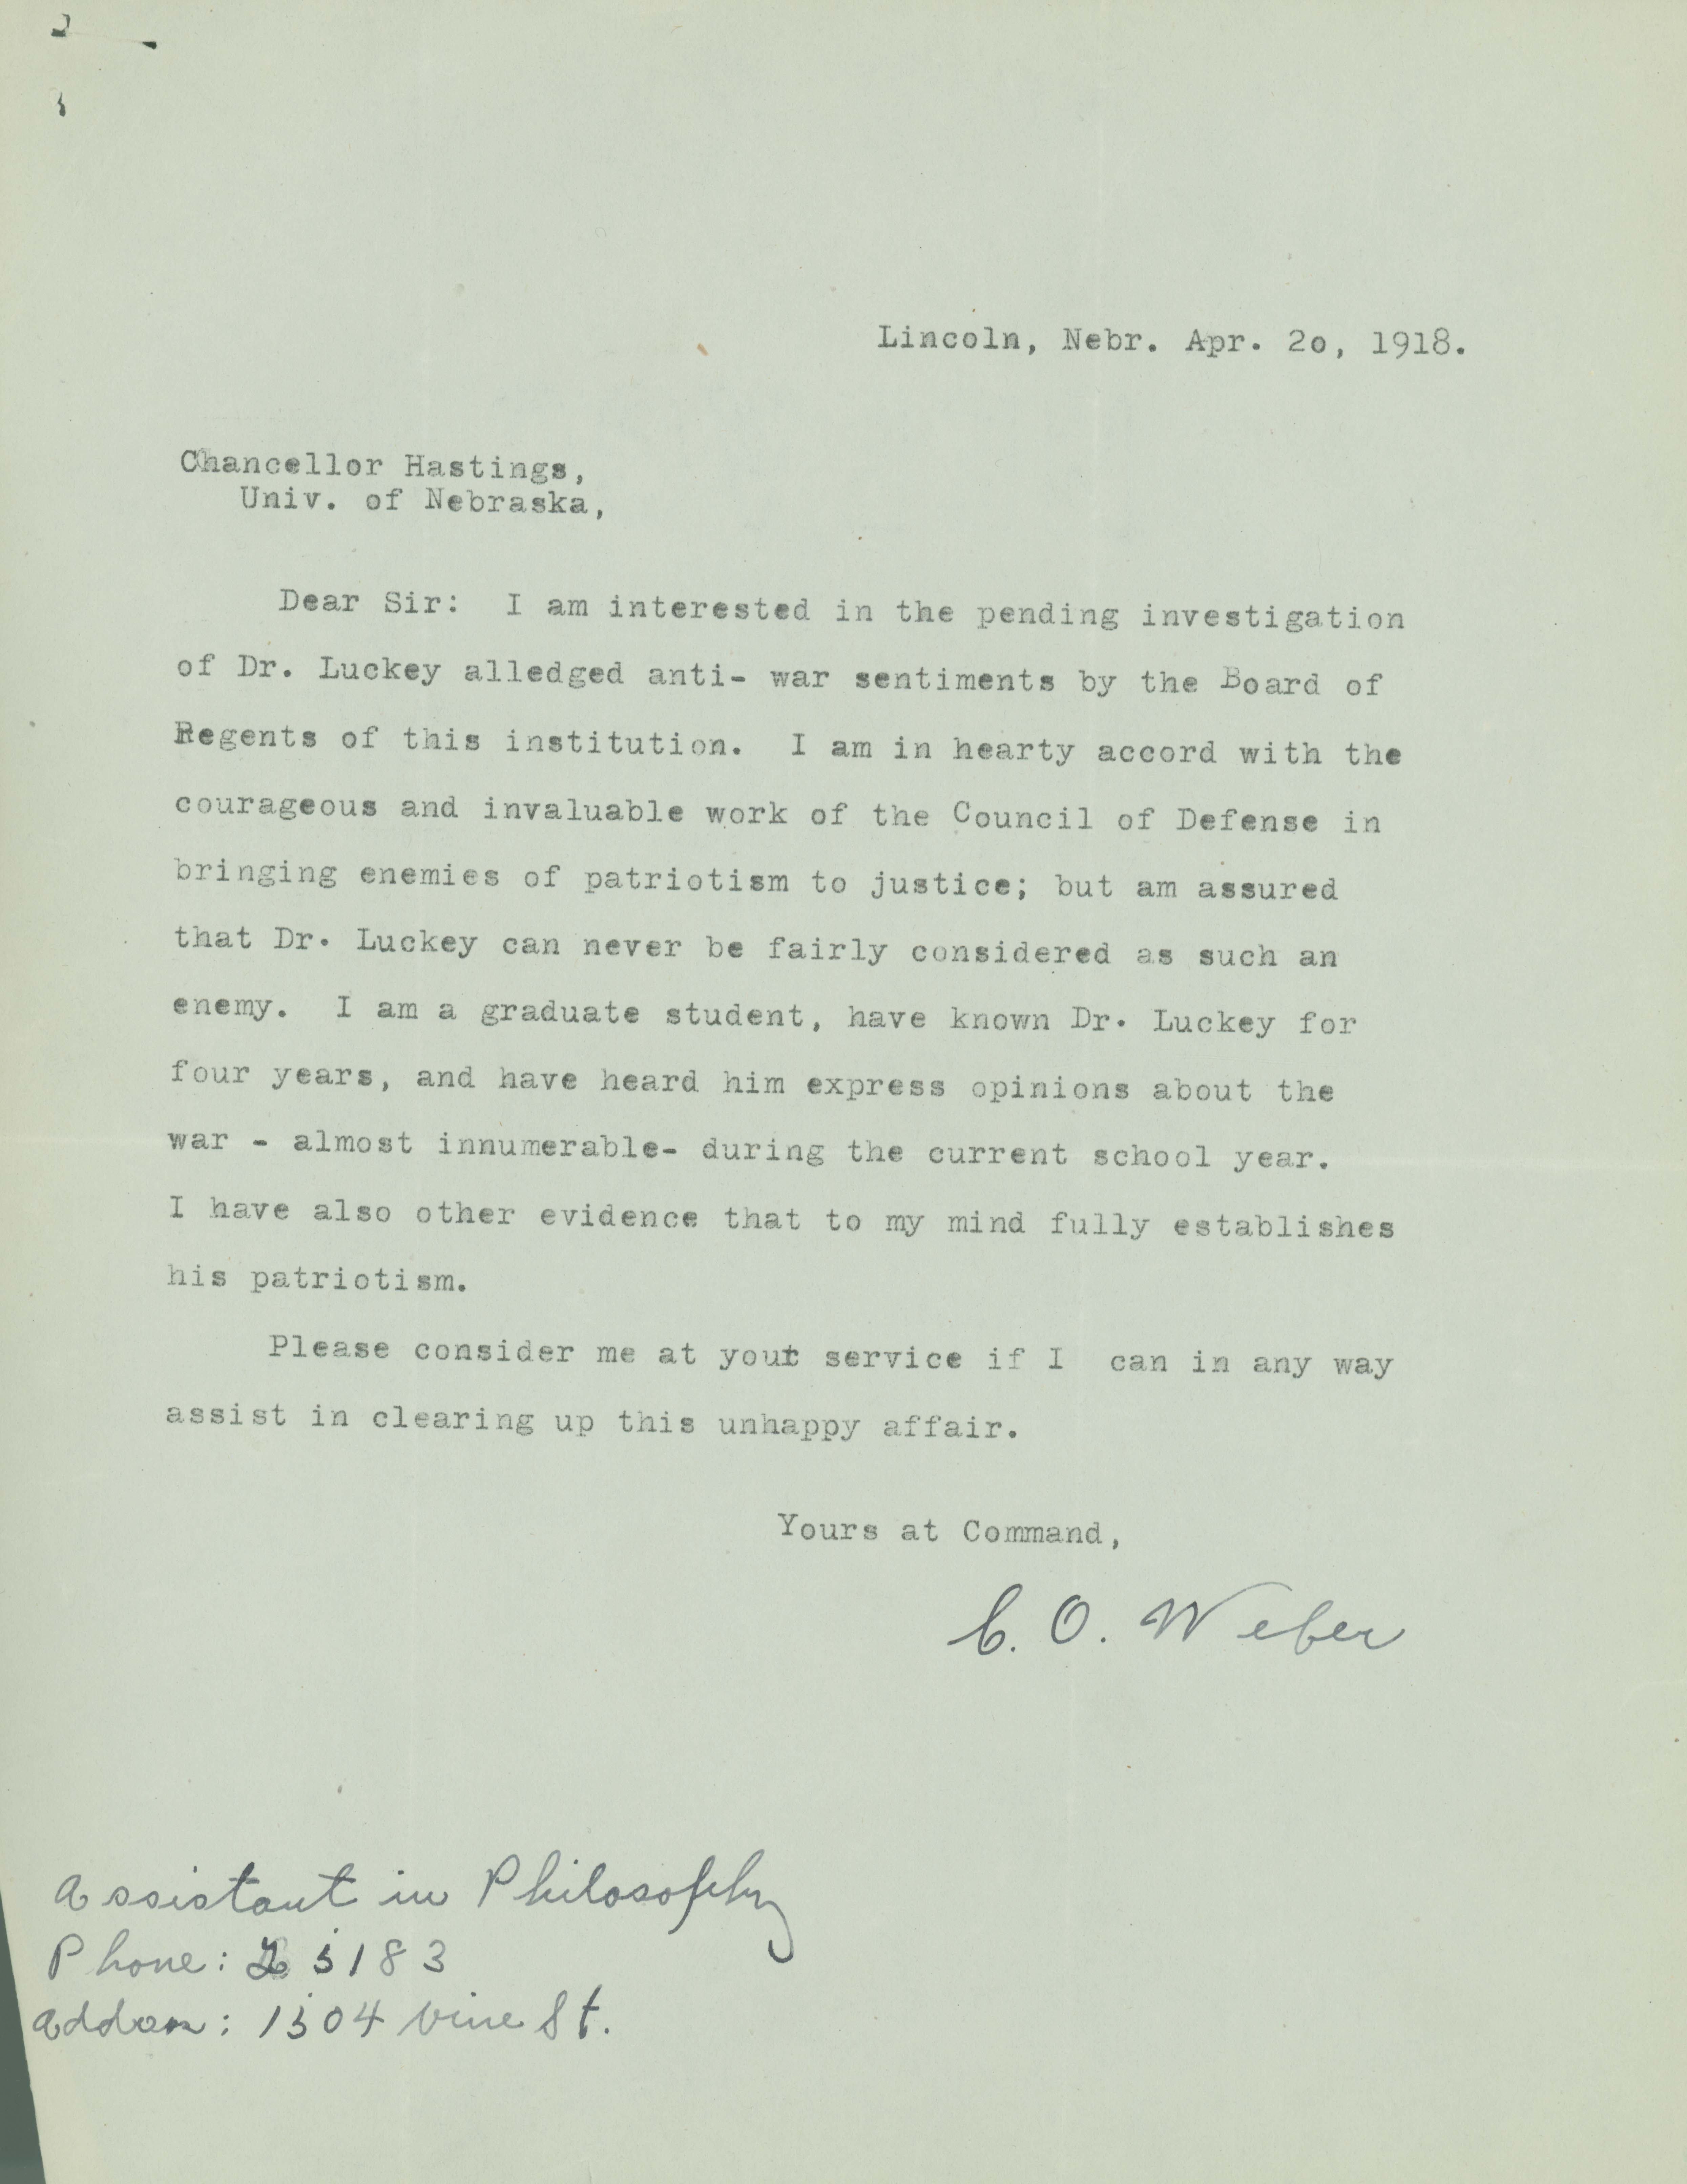 Lincoln, Nebr. Apr. 2o, 1918.
Chancellor Hastings,
Univ. of Nebraska,
Dear Sir: I am interested in the pending investigation
of Dr. Luckey alledged anti- war sentiments by the Board of
Regents of this institution. I am in hearty accord with the
courageous and invaluable work of the Council of Defense in
bringing enemies of patriotism to justice; but am assured
that Dr. Luckey can never be fairly considered as such an
enemy. I am a graduate student, have known Dr. Luckey for
four years, and have heard him express opinions about the
war - almost innumerable- during the current school year.
I have also other evidence that to my mind fully establishes
his patriotism.
Please consider me at your service if I can in any way
assist in clearing up this unhappy affair.
Yours at Command,
C. O. Weber
Assistant in Philosophy
Phone:
Address: Vine St.